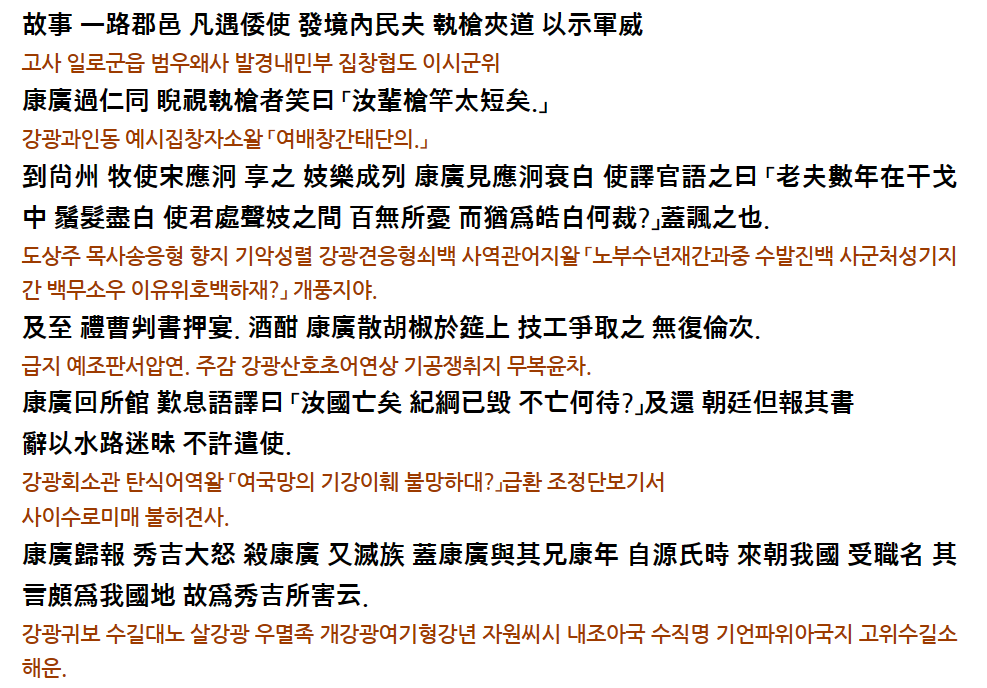 故事 一路郡邑 凡遇倭使 發境內民夫 執槍夾道 以示軍威
고사 일로군읍 범우왜사 발경내민부 집창협도 이시군위
康廣過仁同 睨視執槍者笑曰「汝輩槍竿太短矣.」
강광과인동 예시집창자소왈「여배창간태단의.」
到尙州 牧使宋應泂 享之 妓樂成列 康廣見應泂衰白 使譯官語之曰「老夫數年在干戈
中 鬚髮盡白 使君處聲妓之間 百無所憂 而猶爲皓白何裁?」蓋諷之也.
도상주 목사송응형 향지 기악성렬 강광견응형쇠백 사역관어지왈「노부수년재간과중 수발진백 사군처성기지
간 백무소우 이유위호백하재?」 개풍지야.
及至 禮曹判書押宴. 酒酣 康廣散胡椒於筵上 技工爭取之 無復倫次.
급지 예조판서압연. 주감 강광산호초어연상 기공쟁취지 무복윤차.
康廣回所館 歎息語譯曰「汝國亡矣 紀綱已毁 不亡何待?」及還 朝廷但報其書
辭以水路迷昧 不許遣使.
강광회소관 탄식어역왈「여국망의 기강이훼 불망하대?」급환 조정단보기서
사이수로미매 불허견사.
康廣歸報 秀吉大怒 殺康廣 又滅族 蓋康廣與其兄康年 自源氏時 來朝我國 受職名 其
言頗爲我國地 故爲秀吉所害云.
강광귀보 수길대노 살강광 우멸족 개강광여기형강년 자원씨시 내조아국 수직명 기언파위아국지 고위수길소
해운.